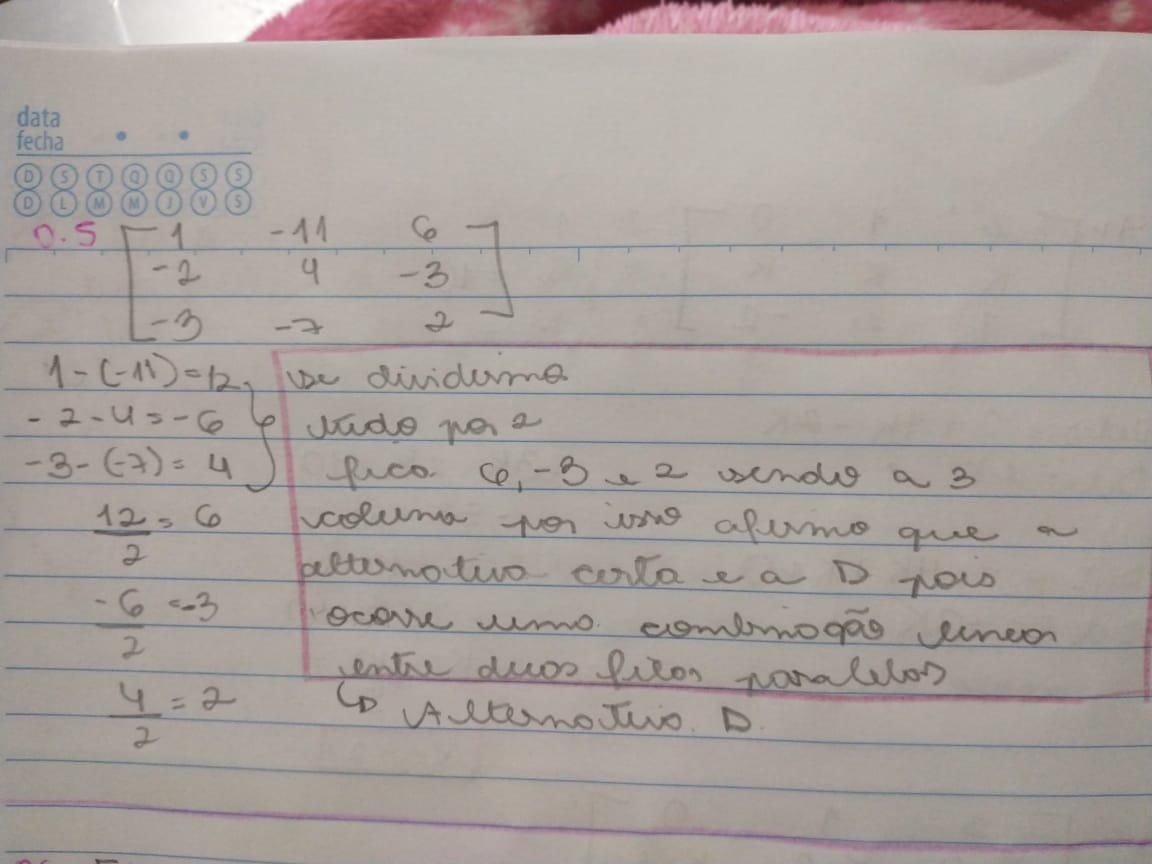 data
fecha
D S T Q Q S S
D L M M J V S
0.5
1 -11 6
-2 4 -3
-3 -7 2
1-(-11)=12
-2-4=-6
-3-(-7)=4
12/2=6
-6/2=-3
4/2=2
se dividirmo
tudo por 2
fica 6, -3 e 2 sendo a 3
coluna por isso afirmo que a
alternativa certa e a D pois
ocorre uma combinação linear
entre duas filas paralelas
↳ Alternativa D.